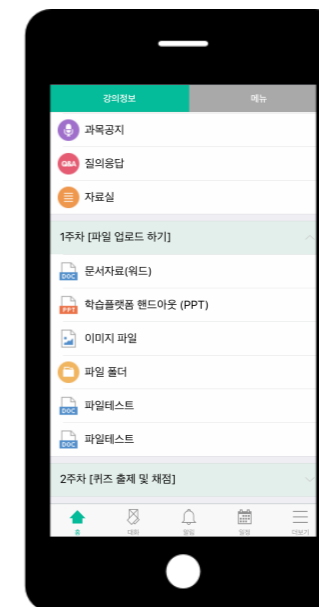 강의정보
메뉴
과목공지
Q&A 질의응답
자료실
1주차 [파일 업로드 하기]
DOC 문서자료(워드)
PPT 학습플랫폼 핸드아웃 (PPT)
이미지 파일
파일 폴더
DOC 파일테스트
DOC 파일테스트
2주차 [퀴즈 출제 및 채점]
홈
대화
알림
일정
더보기